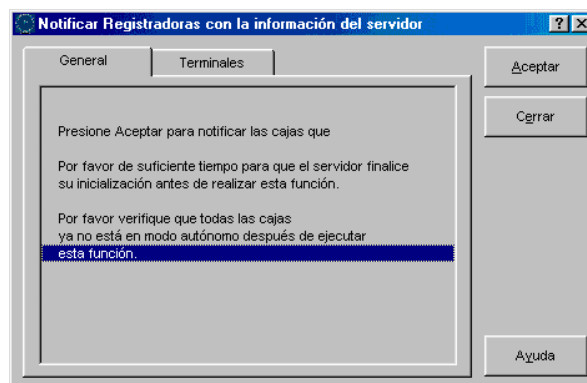 Notificar Registradoras con la información del servidor
General
Terminales
Aceptar
Cerrar
Presione Aceptar para notificar las cajas que
Por favor de suficiente tiempo para que el servidor finalice
su inicialización antes de realizar esta función.
Por favor verifique que todas las cajas
ya no está en modo autónomo después de ejecutar
esta función.
Ayuda